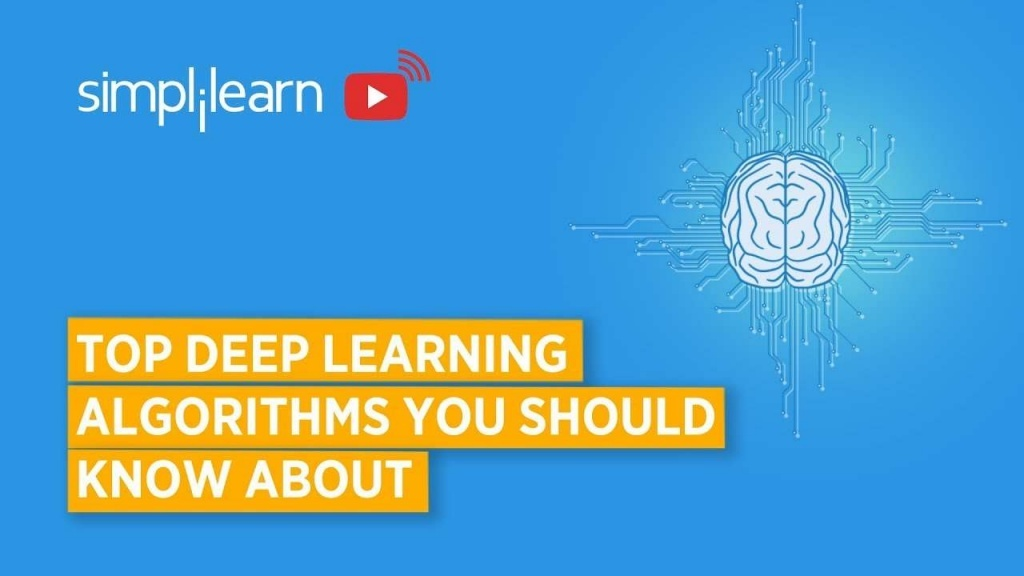 simplilearn
TOP DEEP LEARNING
ALGORITHMS YOU SHOULD
KNOW ABOUT